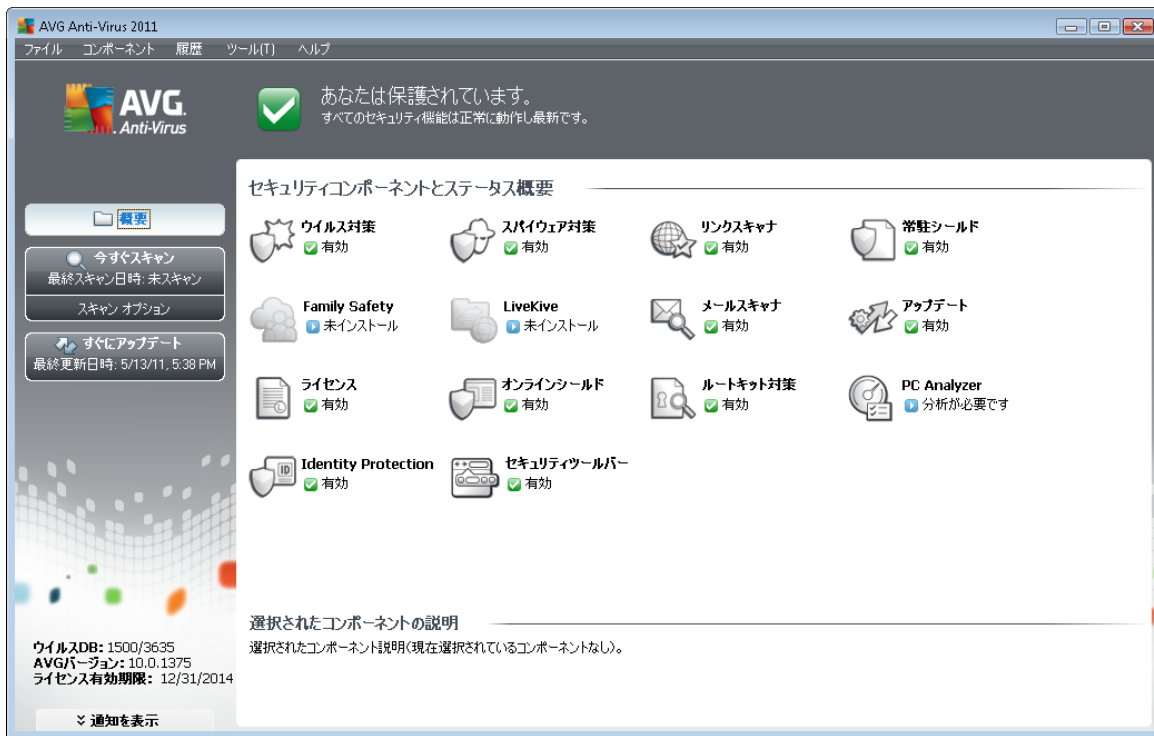 AVG Anti-Virus 2011
ファイル コンポーネント 履歴 ツール(T) ヘルプ
AVG.
Anti-Virus
あなたは保護されています。
すべてのセキュリティ機能は正常に動作し最新です。
概要
今すぐスキャン
最終スキャン日時: 未スキャン
スキャン オプション
すぐにアップデート
最終更新日時: 5/13/11, 5:38 PM
セキュリティコンポーネントとステータス概要
ウイルス対策
有効
スパイウェア対策
有効
リンクスキャナ
有効
常駐シールド
有効
Family Safety
未インストール
LiveKive
未インストール
メールスキャナ
有効
アップデート
有効
ライセンス
有効
オンラインシールド
有効
ルートキット対策
有効
PC Analyzer
分析が必要です
Identity Protection
有効
セキュリティツールバー
有効
選択されたコンポーネントの説明
選択されたコンポーネント説明(現在選択されているコンポーネントなし)。
ウイルスDB: 1500/3635
AVGバージョン: 10.0.1375
ライセンス有効期限: 12/31/2014
通知を表示